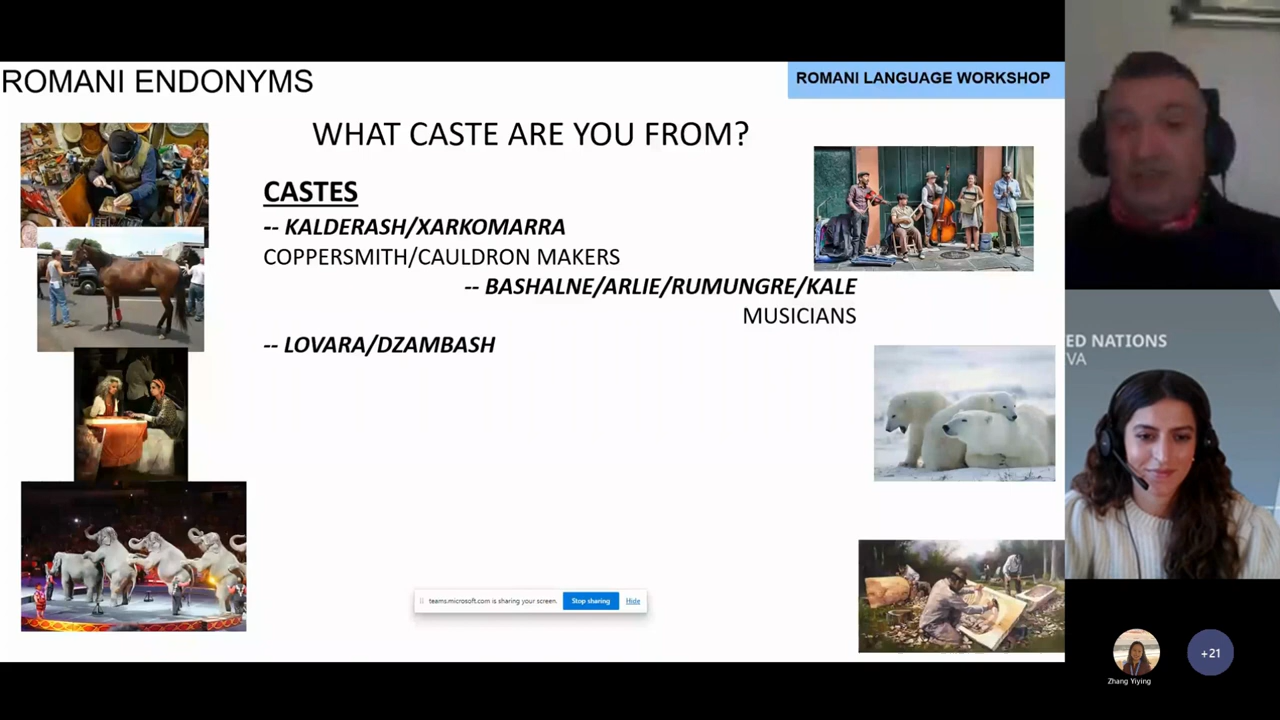 ROMANI ENDONYMS
ROMANI LANGUAGE WORKSHOP
WHAT CASTE ARE YOU FROM?
CASTES
-- KALDERASH/XARKOMARRA
COPPERSMITH/CAULDRON MAKERS
-- BASHALNE/ARLIE/RUMUNGRE/KALE
MUSICIANS
-- LOVARA/DZAMBASH
teams.microsoft.com is sharing your screen.
Stop sharing
Hide
ED NATIONS
VA
Zhang Yiying
+21